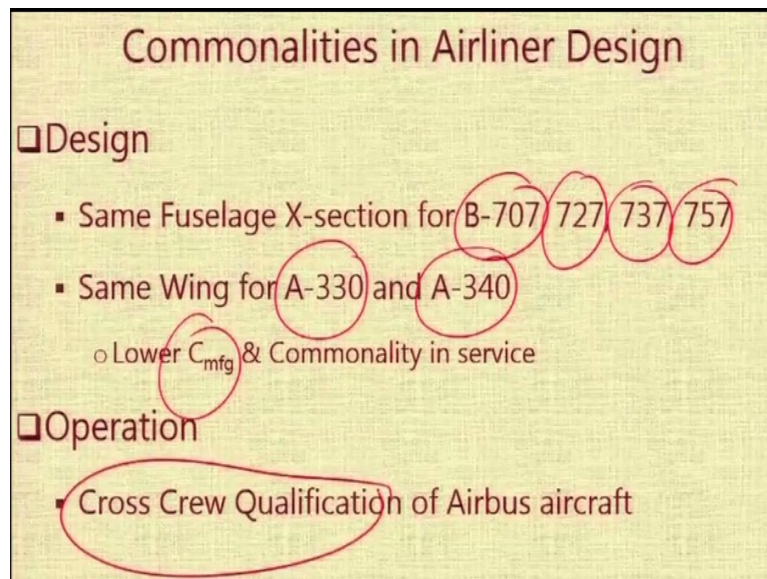 Commonalities in Airliner Design
❑Design
▪ Same Fuselage X-section for B-707, 727, 737, 757
▪ Same Wing for A-330 and A-340
o Lower Cmfg & Commonality in service
❑Operation
▪ Cross Crew Qualification of Airbus aircraft